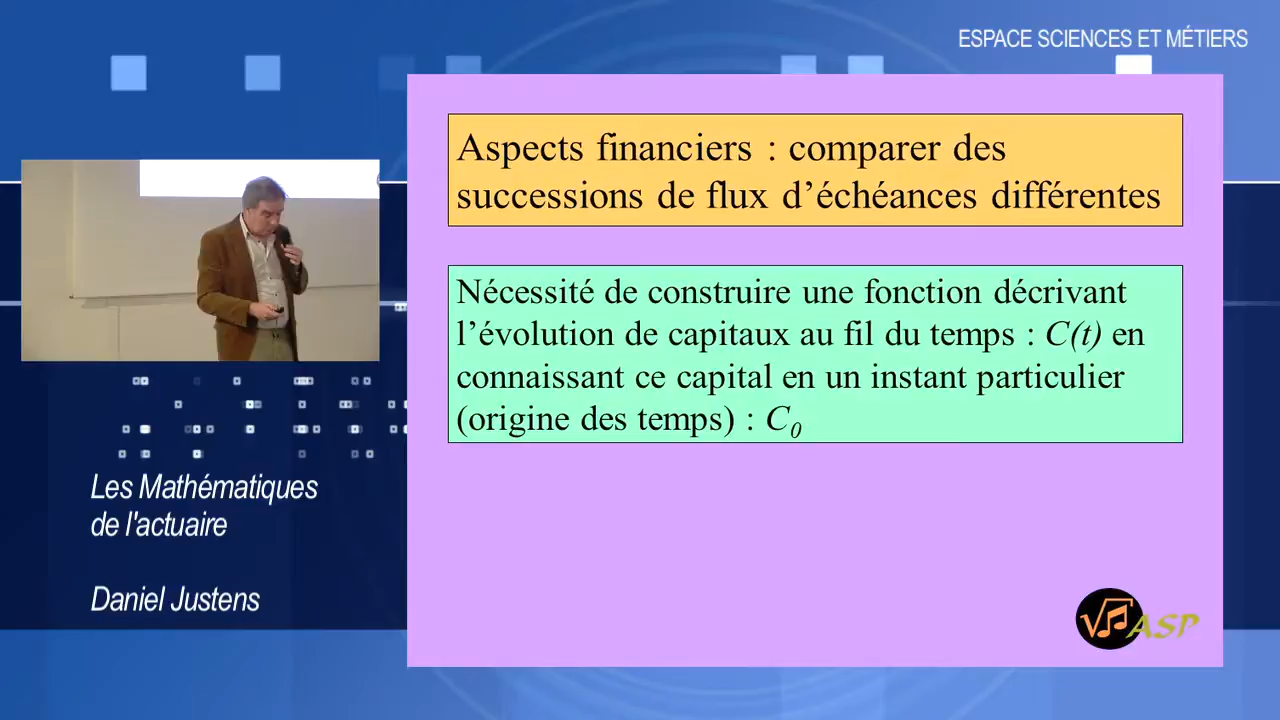 ESPACE SCIENCES ET MÉTIERS
Aspects financiers : comparer des
successions de flux d’échéances différentes
Nécessité de construire une fonction décrivant
l’évolution de capitaux au fil du temps : C(t) en
connaissant ce capital en un instant particulier
(origine des temps) : C₀
Les Mathématiques
de l'actuaire
Daniel Justens
√ ASP